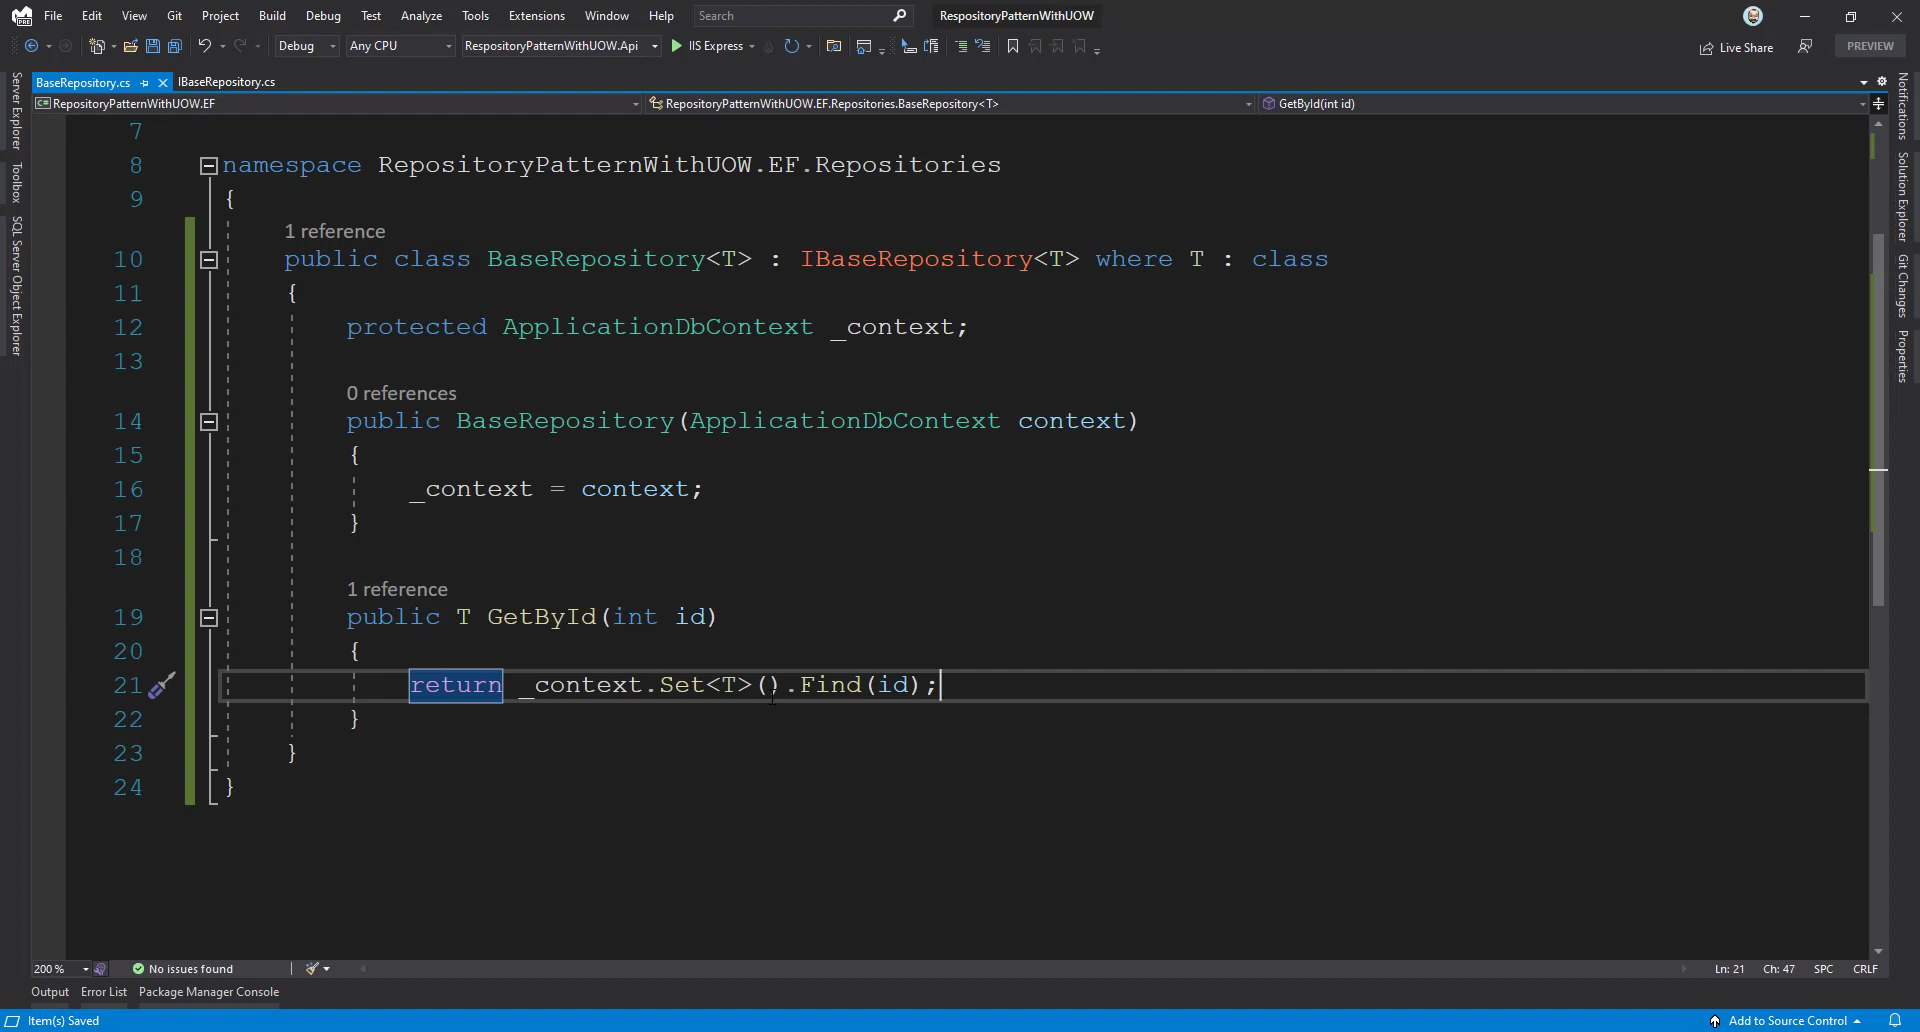 File Edit View Git Project Build Debug Test Analyze Tools Extensions Window Help Search RespositoryPatternWithUOW
PRE
Debug Any CPU RespositoryPatternWithUOW.Api IIS Express Live Share PREVIEW
BaseRepository.cs IBaseRepository.cs
C# RepositoryPatternWithUOW.EF RepositoryPatternWithUOW.EF.Repositories.BaseRepository<T> GetById(int id)
Server Explorer
Toolbox
SQL Server Object Explorer
7
8 namespace RepositoryPatternWithUOW.EF.Repositories
9 {
1 reference
10 public class BaseRepository<T> : IBaseRepository<T> where T : class
11 {
12 protected ApplicationDbContext _context;
13
0 references
14 public BaseRepository(ApplicationDbContext context)
15 {
16 _context = context;
17 }
18
1 reference
19 public T GetById(int id)
20 {
21 return _context.Set<T>().Find(id);
22 }
23 }
24 }
Notifications
Solution Explorer
Git Changes
Properties
200 % No issues found Ln: 21 Ch: 47 SPC CRLF
Output Error List Package Manager Console
Item(s) Saved Add to Source Control